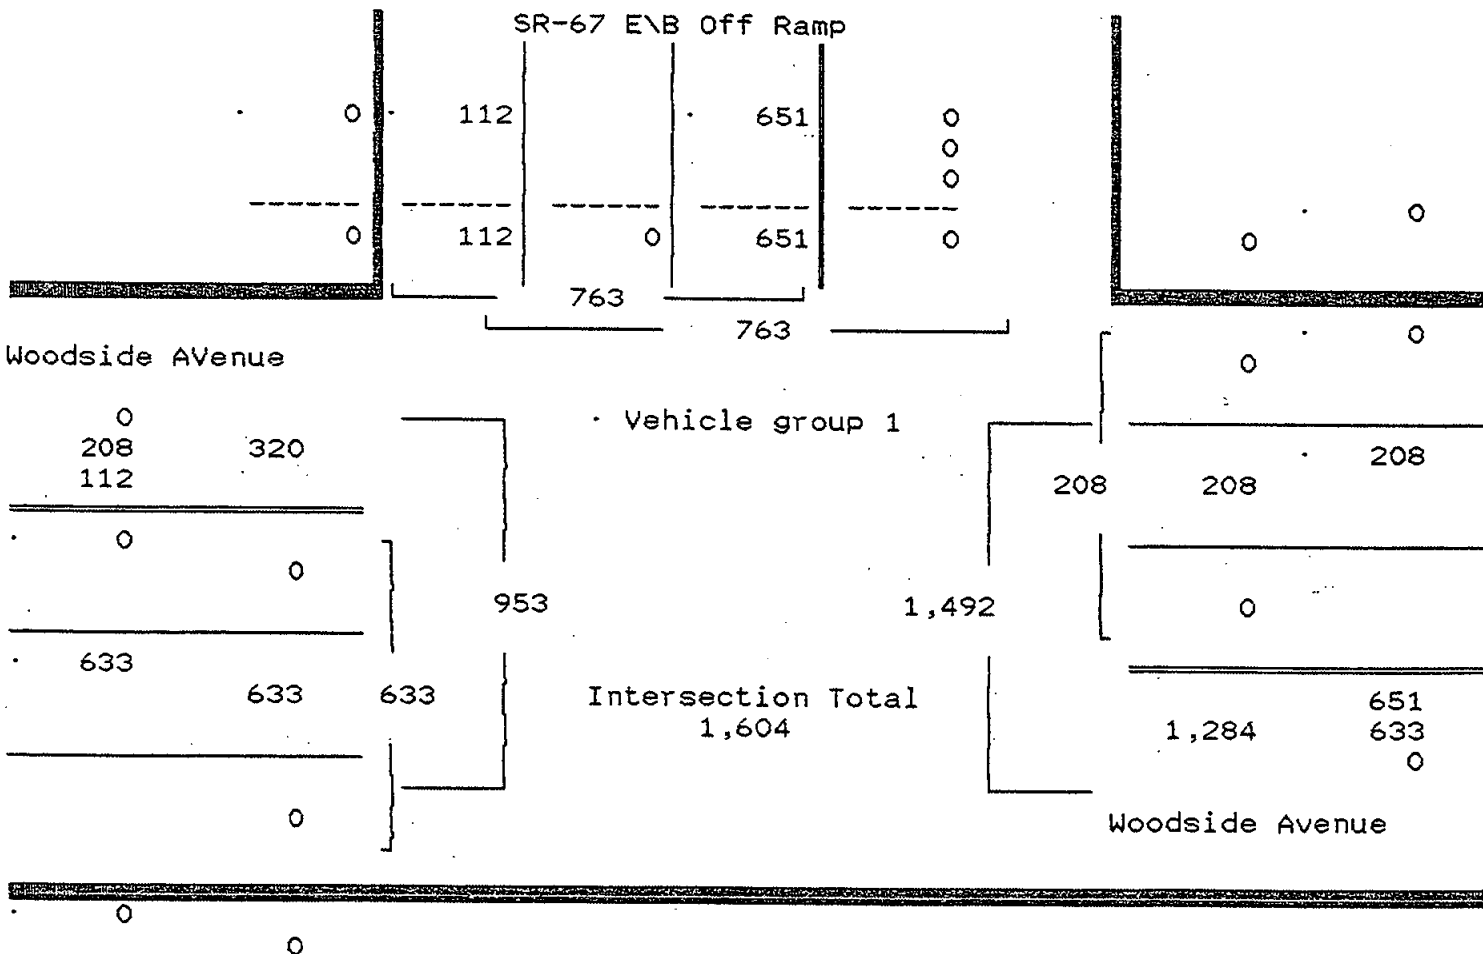 SR-67 E\B Off Ramp
0 112 651 0
0
0
0
0 112 0 651 0 0
763
763
0
Woodside AVenue
0
0 Vehicle group 1
208 320 208
112 208 208
0
0
953 1,492 0
633
633 633 Intersection Total 651
1,604 1,284 633
0
0
Woodside Avenue
0
0